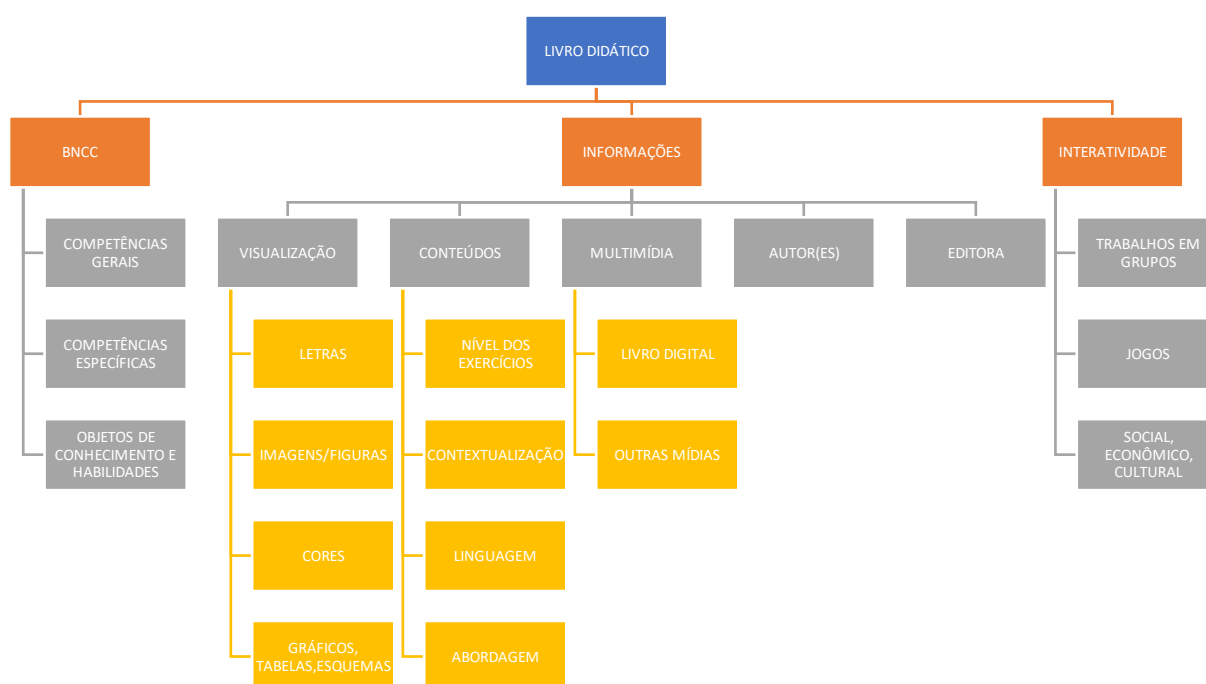 LIVRO DIDÁTICO
BNCC
INFORMAÇÕES
INTERATIVIDADE
COMPETÊNCIAS
GERAIS
VISUALIZAÇÃO
CONTEÚDOS
MULTIMÍDIA
AUTOR(ES)
EDITORA
TRABALHOS EM
GRUPOS
COMPETÊNCIAS
ESPECÍFICAS
LETRAS
NÍVEL DOS
EXERCÍCIOS
LIVRO DIGITAL
JOGOS
OBJETOS DE
CONHECIMENTO E
HABILIDADES
IMAGENS/FIGURAS
CONTEXTUALIZAÇÃO
OUTRAS MÍDIAS
SOCIAL,
ECONÔMICO,
CULTURAL
CORES
LINGUAGEM
GRÁFICOS,
TABELAS,ESQUEMAS
ABORDAGEM